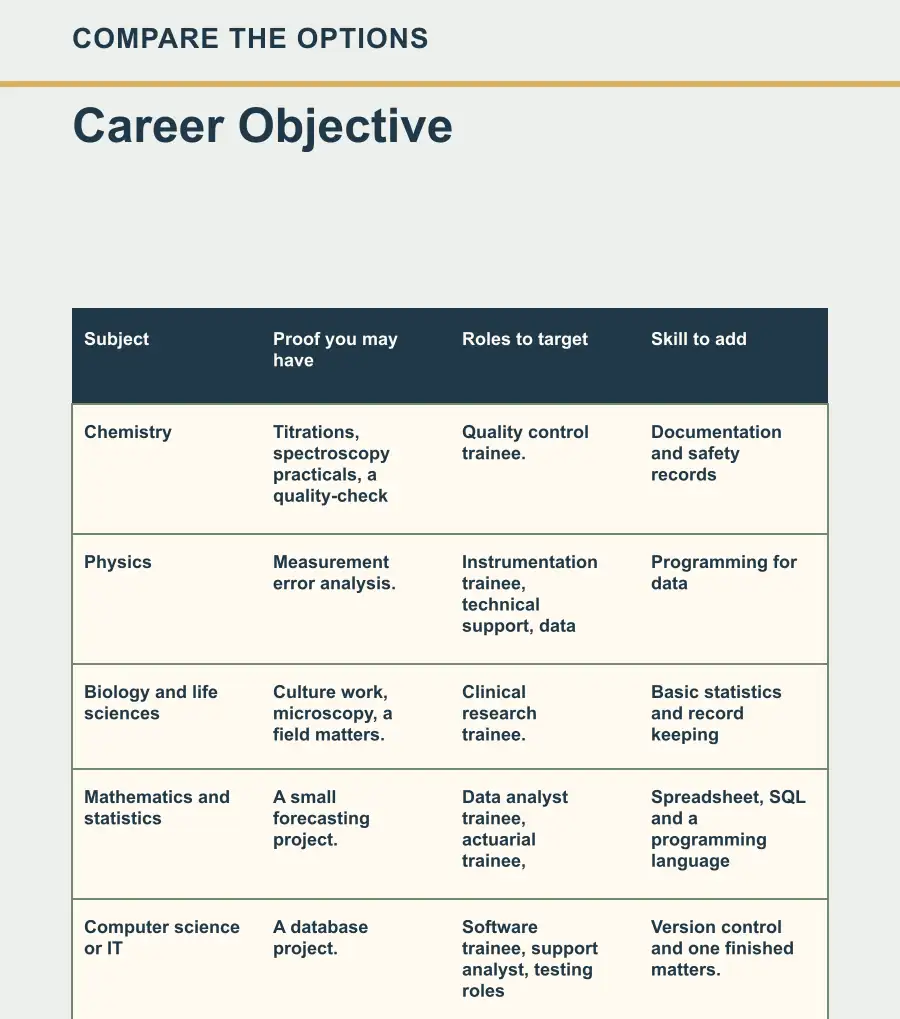 COMPARE THE OPTIONS
Career Objective
Subject
Proof you may
have
Roles to target
Skill to add
Chemistry
Titrations,
spectroscopy
practicals, a
quality-check
Quality control
trainee.
Documentation
and safety
records
Physics
Measurement
error analysis.
Instrumentation
trainee,
technical
support, data
Programming for
data
Biology and life
sciences
Culture work,
microscopy, a
field matters.
Clinical
research
trainee.
Basic statistics
and record
keeping
Mathematics and
statistics
A small
forecasting
project.
Data analyst
trainee,
actuarial
trainee,
Spreadsheet, SQL
and a
programming
language
Computer science
or IT
A database
project.
Software
trainee, support
analyst, testing
roles
Version control
and one finished
matters.